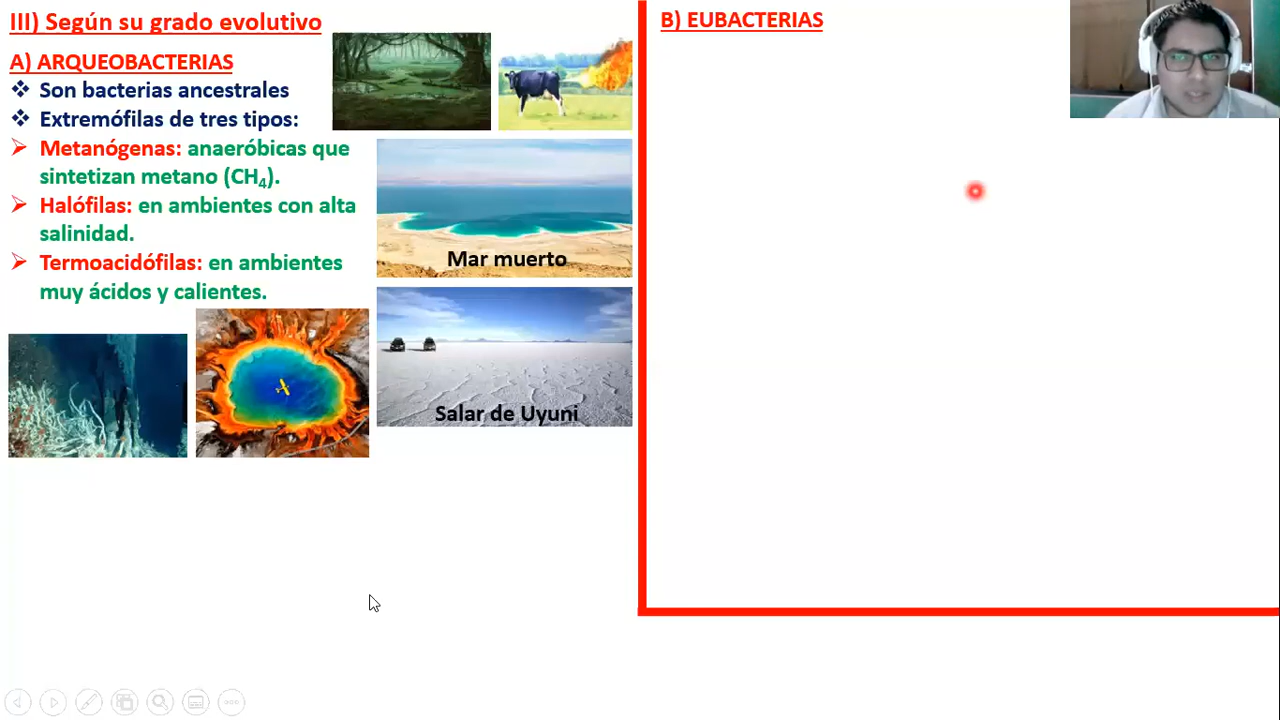 III) Según su grado evolutivo
A) ARQUEOBACTERIAS
❖ Son bacterias ancestrales
❖ Extremófilas de tres tipos:
➢ Metanógenas: anaeróbicas que
sintetizan metano (CH₄).
➢ Halófilas: en ambientes con alta
salinidad.
➢ Termoacidófilas: en ambientes
muy ácidos y calientes.
Mar muerto
Salar de Uyuni
B) EUBACTERIAS